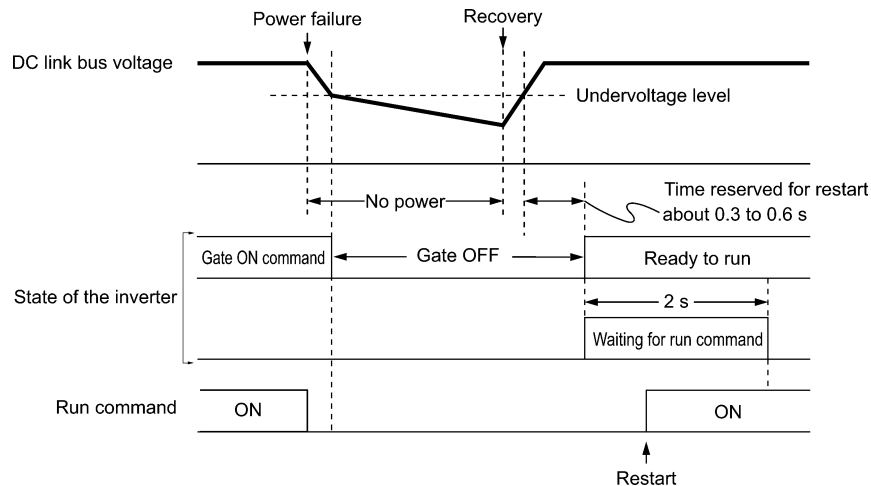 Power failure
Recovery
DC link bus voltage
Undervoltage level
No power
Time reserved for restart
about 0.3 to 0.6 s
Gate ON command
Gate OFF
Ready to run
State of the inverter
2 s
Waiting for run command
Run command
ON
ON
Restart